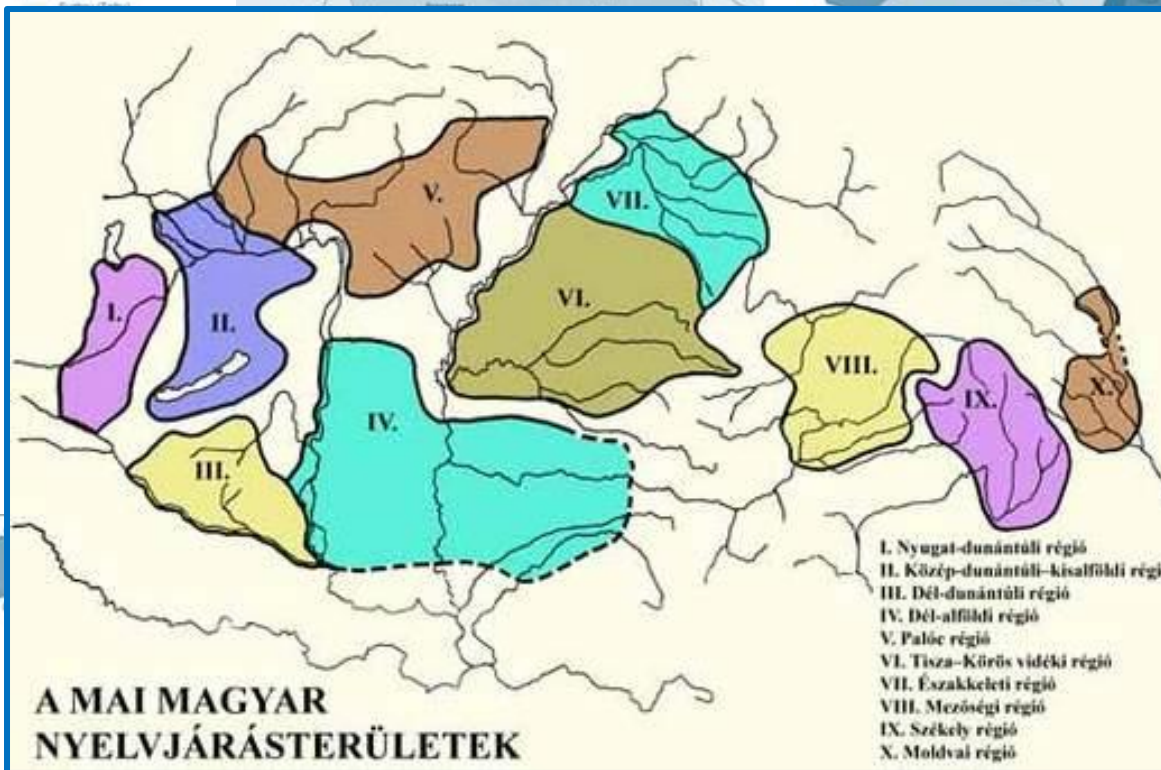 I.
II.
III.
IV.
V.
VI.
VII.
VIII.
IX.
X.
I. Nyugat-dunántúli régió
II. Közép-dunántúli–kisalföldi régi
III. Dél-dunántúli régió
IV. Dél-alföldi régió
V. Palóc régió
VI. Tisza–Körös vidéki régió
VII. Északkeleti régió
VIII. Mezőségi régió
IX. Székely régió
X. Moldvai régió
A MAI MAGYAR
NYELVJÁRÁSTERÜLETEK